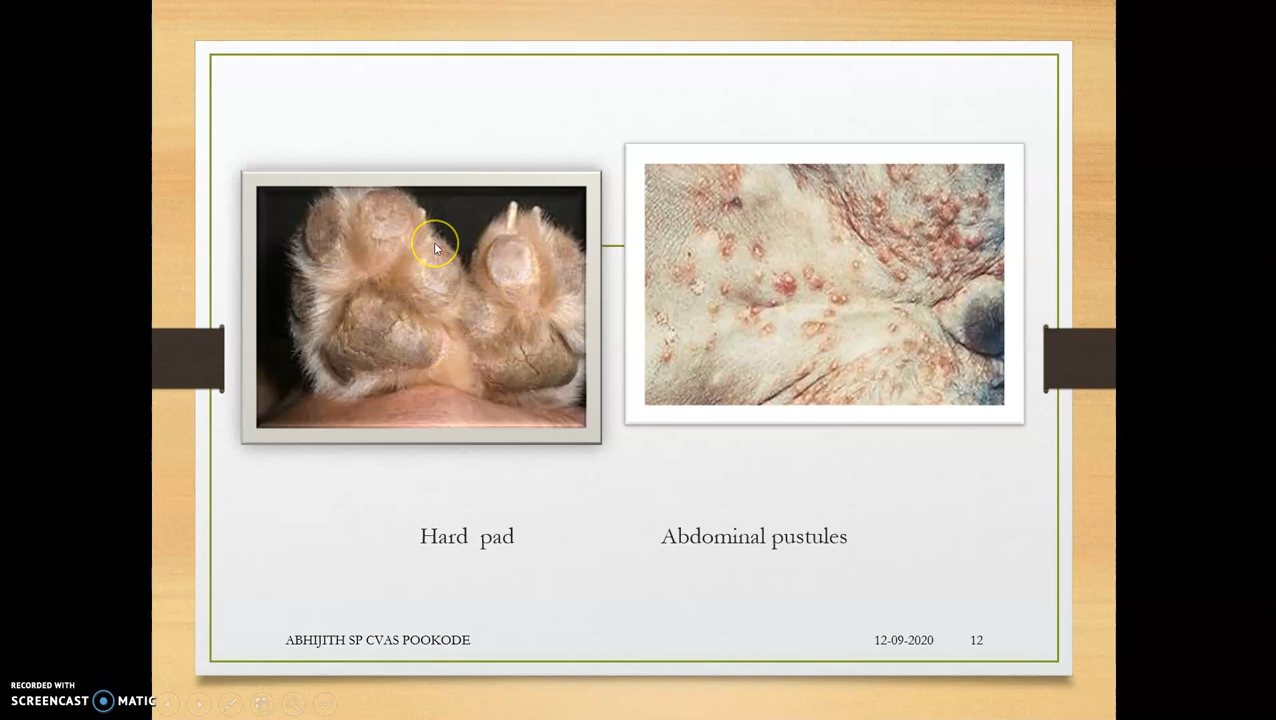 Hard pad
Abdominal pustules
ABHIJITH SP CVAS POOKODE
12-09-2020
12
RECORDED WITH
SCREENCAST MATIC